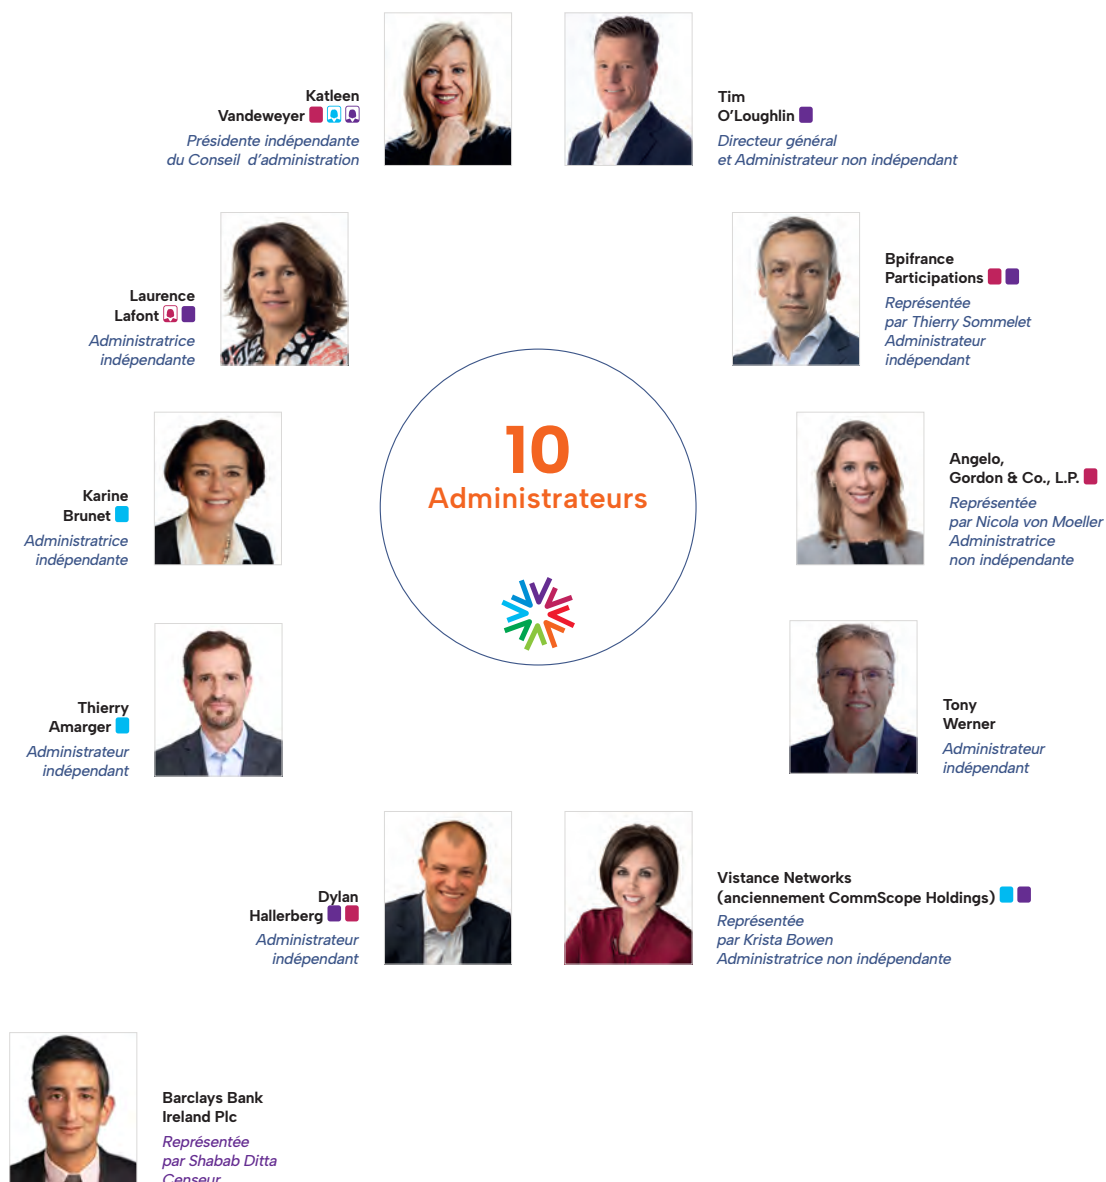 Katleen
Vandeweyer
Présidente indépendante
du Conseil d'administration
Tim
O'Loughlin
Directeur général
et Administrateur non indépendant
Laurence
Lafont
Administratrice
indépendante
Bpifrance
Participations
Représentée
par Thierry Sommelet
Administrateur
indépendant
10
Administrateurs
Karine
Brunet
Administratrice
indépendante
Angelo,
Gordon & Co., L.P.
Représentée
par Nicola von Moeller
Administratrice
non indépendante
Thierry
Amarger
Administrateur
indépendant
Tony
Werner
Administrateur
indépendant
Dylan
Hallerberg
Administrateur
indépendant
Vistance Networks
(anciennement CommScope Holdings)
Représentée
par Krista Bowen
Administratrice non indépendante
Barclays Bank
Ireland Plc
Représentée
par Shabab Ditta
Censeur